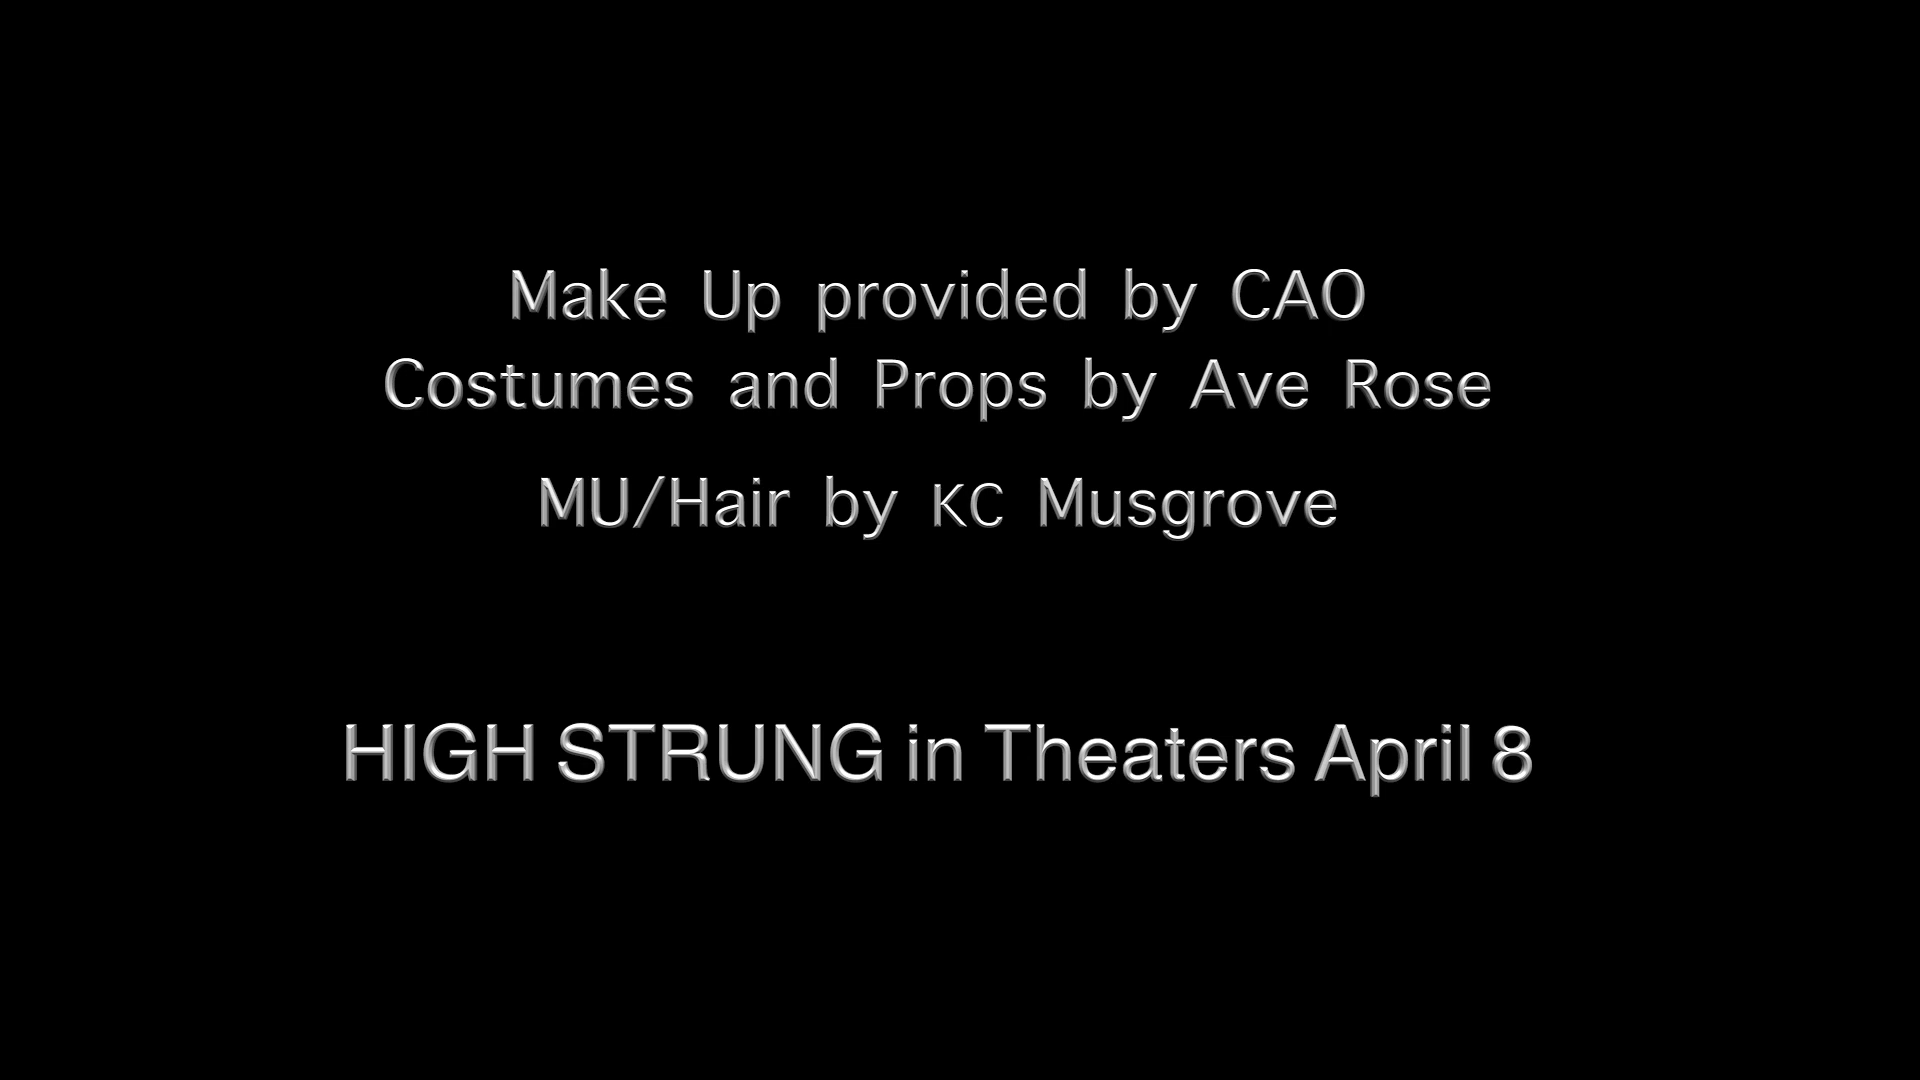 Make Up provided by CAO
Costumes and Props by Ave Rose
MU/Hair by KC Musgrove
HIGH STRUNG in Theaters April 8